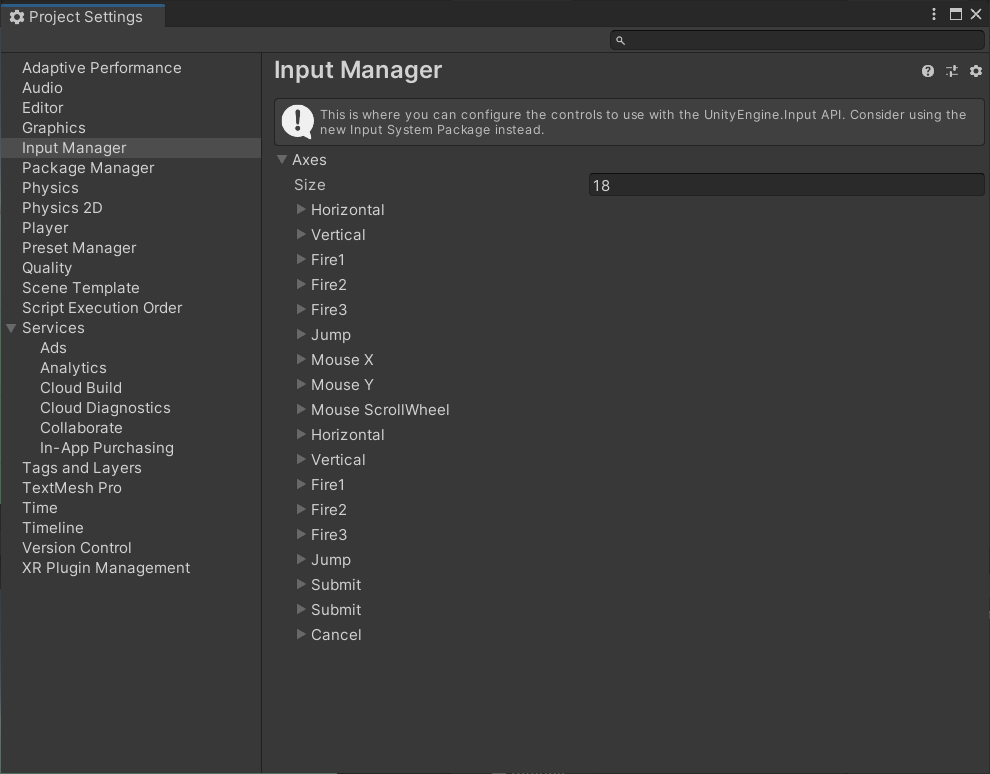 Project Settings
Adaptive Performance
Audio
Editor
Graphics
Input Manager
Package Manager
Physics
Physics 2D
Player
Preset Manager
Quality
Scene Template
Script Execution Order
Services
Ads
Analytics
Cloud Build
Cloud Diagnostics
Collaborate
In-App Purchasing
Tags and Layers
TextMesh Pro
Time
Timeline
Version Control
XR Plugin Management
Input Manager
This is where you can configure the controls to use with the UnityEngine.Input API. Consider using the
new Input System Package instead.
Axes
Size 18
Horizontal
Vertical
Fire1
Fire2
Fire3
Jump
Mouse X
Mouse Y
Mouse ScrollWheel
Horizontal
Vertical
Fire1
Fire2
Fire3
Jump
Submit
Submit
Cancel